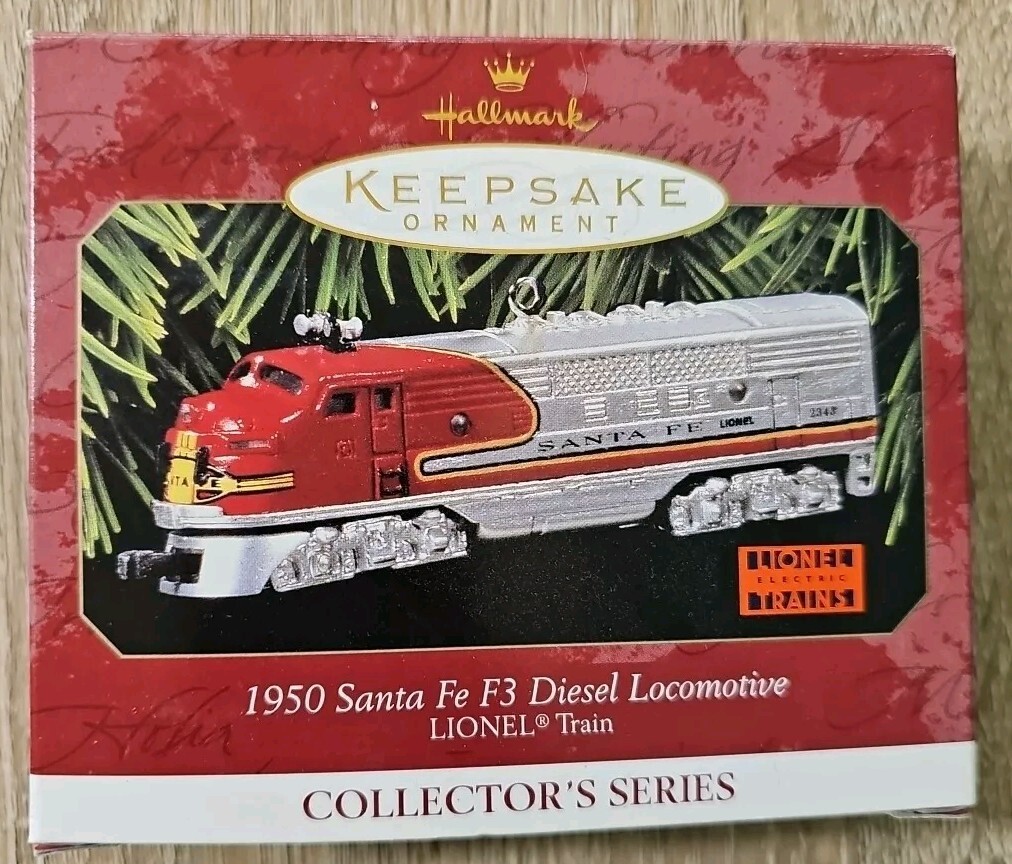 Hallmark
KEEPSAKE
ORNAMENT
SANTA FE LIONEL
2343
LIONEL
ELECTRIC
TRAINS
1950 Santa Fe F3 Diesel Locomotive
LIONEL® Train
COLLECTOR'S SERIES